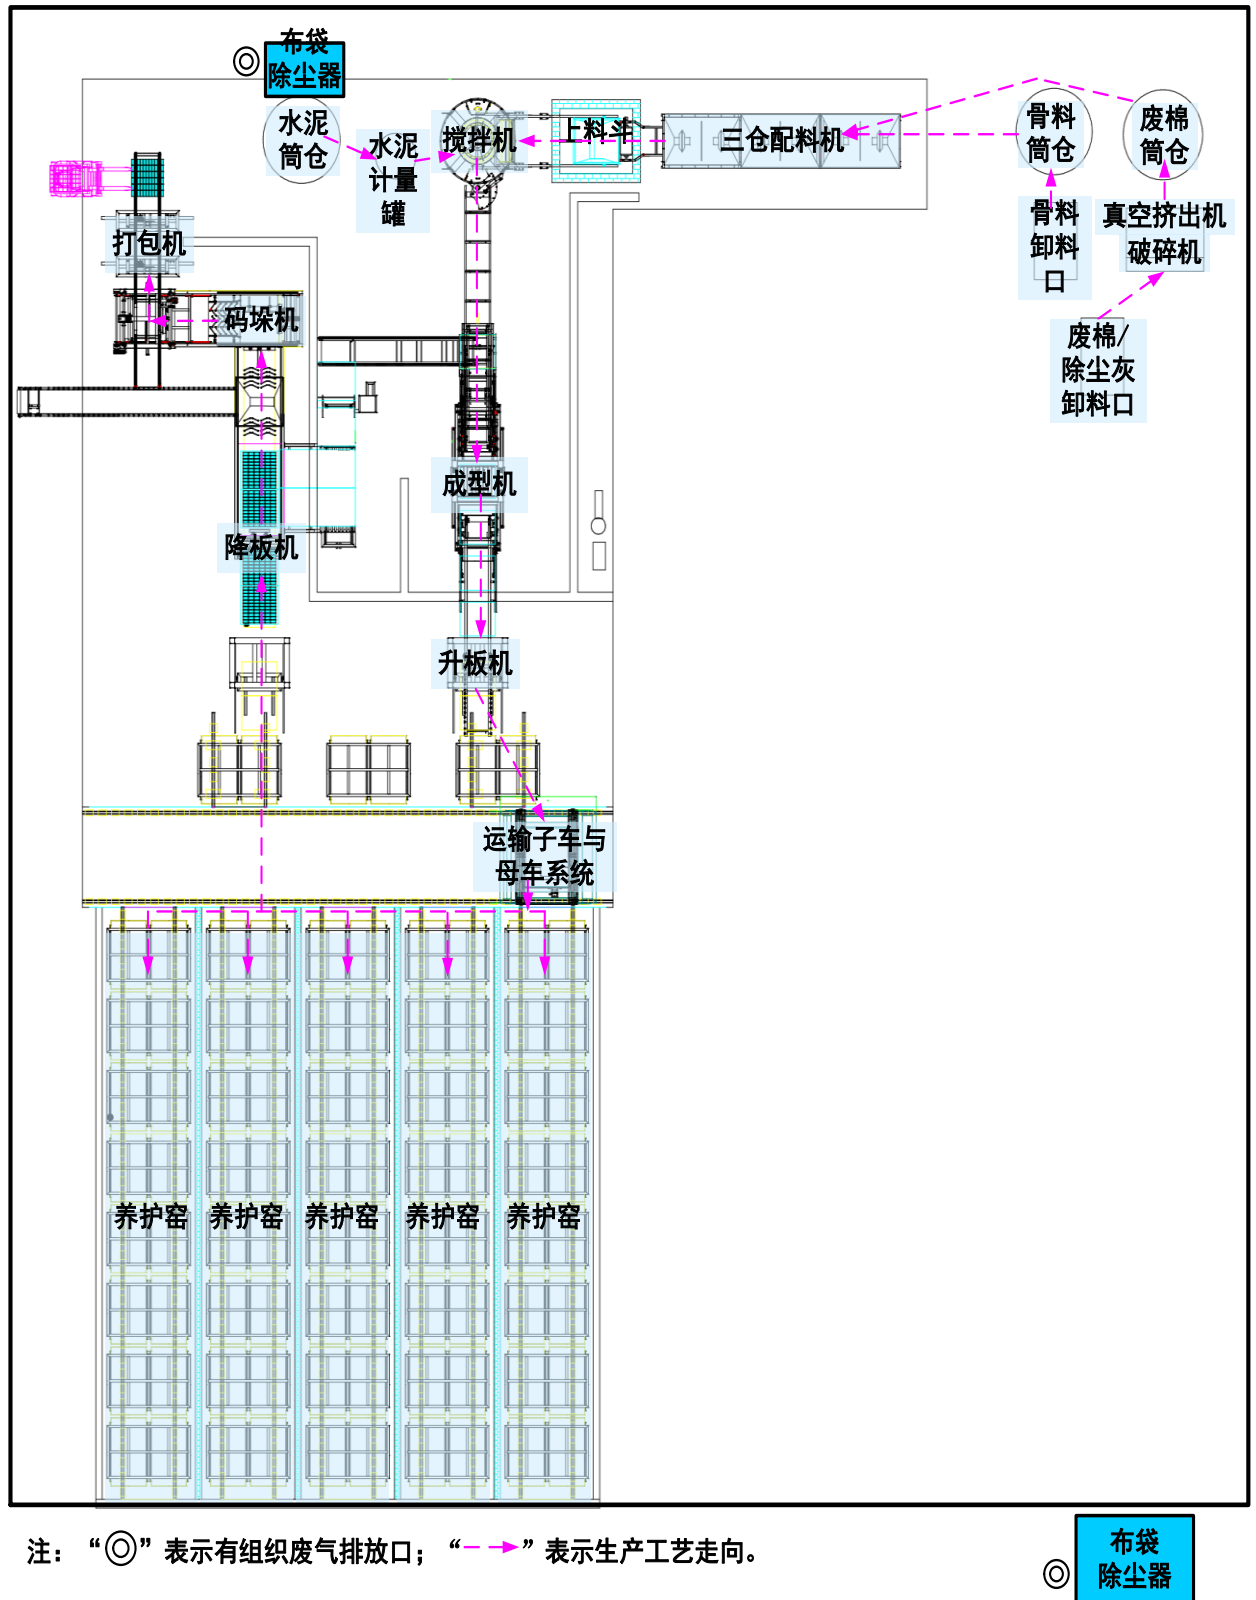 布袋
除尘器
水泥
筒仓
水泥
计量
罐
搅拌机
上料斗
三仓配料机
骨料
筒仓
废棉
筒仓
打包机
骨料
卸料
口
真空挤出机
破碎机
码垛机
废棉/
除尘灰
卸料口
成型机
降板机
升板机
运输子车与
母车系统
养护窑 养护窑 养护窑 养护窑 养护窑
注：“◎”表示有组织废气排放口；“- - →”表示生产工艺走向。
布袋
除尘器